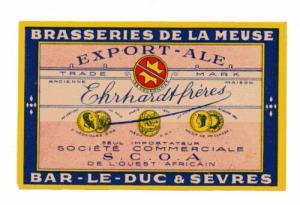 BRASSERIES DE LA MEUSE
EXPORT-ALE
TRADE MARK
ANCIENNE MAISON
Ehrhardt frères
SEUL IMPORTATEUR
SOCIÉTÉ COMMERCIALE
S.C.O.A
DE L'OUEST AFRICAIN
BAR-LE-DUC & SÈVRES